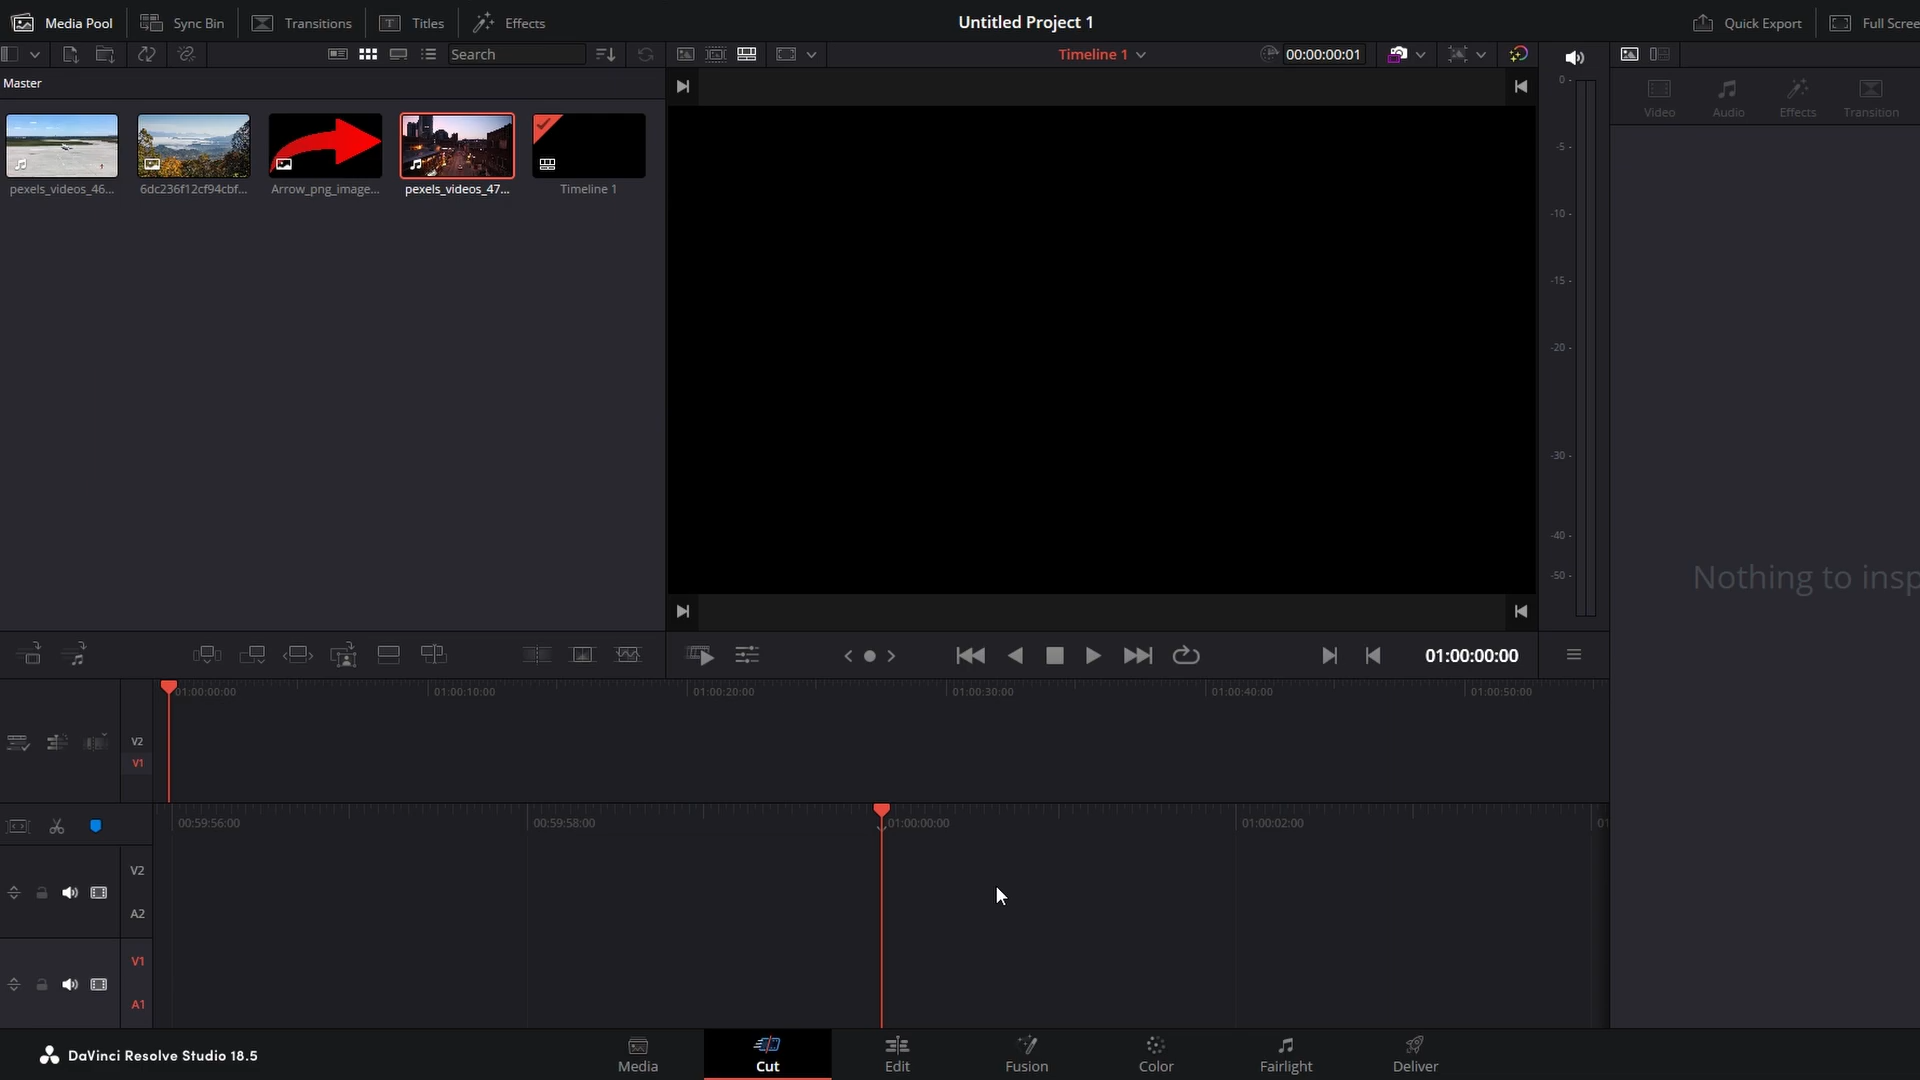 Media Pool
Sync Bin
Transitions
Titles
Effects
Untitled Project 1
Quick Export
Full Scree
Search
Timeline 1
00:00:00:01
Master
pexels_videos_46...
6dc236f12cf94cbf...
Arrow_png_image...
pexels_videos_47...
Timeline 1
0
-5
-10
-15
-20
-30
-40
-50
Video
Audio
Effects
Transition
Nothing to insp
01:00:00:00
01:00:00:00
01:00:10:00
01:00:20:00
01:00:30:00
01:00:40:00
01:00:50:00
V2
V1
00:59:56:00
00:59:58:00
01:00:00:00
01:00:02:00
01
V2
A2
V1
A1
DaVinci Resolve Studio 18.5
Media
Cut
Edit
Fusion
Color
Fairlight
Deliver